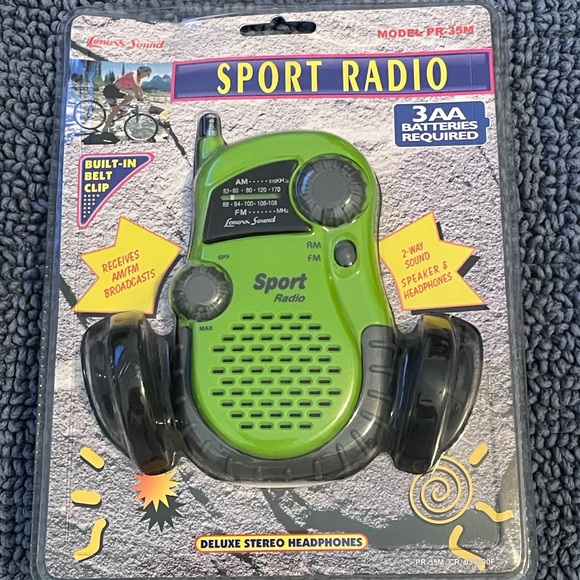 Lenoxx Sound
MODEL PR-35M
SPORT RADIO
3 AA
BATTERIES
REQUIRED
BUILT-IN
BELT
CLIP
AM ..... x10KHz
53-60 • 80 • 120 • 170
88 - 94 - 100 - 106 - 108
FM ..... MHz
Lenoxx Sound
AM
FM
OFF
MAX
Sport
Radio
RECEIVES
AM/FM
BROADCASTS
2-WAY
SOUND
SPEAKER &
HEADPHONES
DELUXE STEREO HEADPHONES